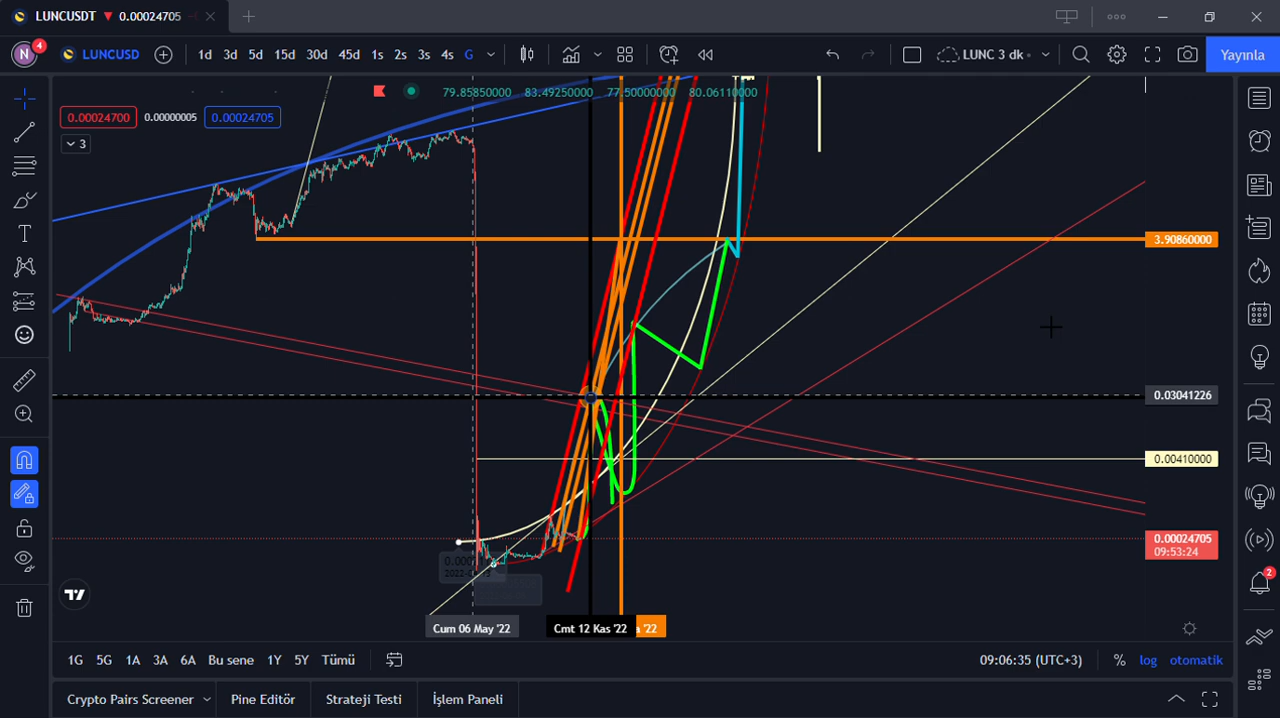 LUNCUSDT ▼ 0.00024705
N 4 LUNCUSD 1d 3d 5d 15d 30d 45d 1s 2s 3s 4s G LUNC 3 dk Yayınla
79.85850000 83.49250000 77.50000000 80.06110000
0.00024700 0.00000005 0.00024705
3
3.90860000
0.03041226
0.00410000
0.00024705
09:53:24
2
Cum 06 May '22 Cmt 12 Kas '22 a '22
1G 5G 1A 3A 6A Bu sene 1Y 5Y Tümü 09:06:35 (UTC+3) % log otomatik
Crypto Pairs Screener Pine Editör Strateji Testi İşlem Paneli